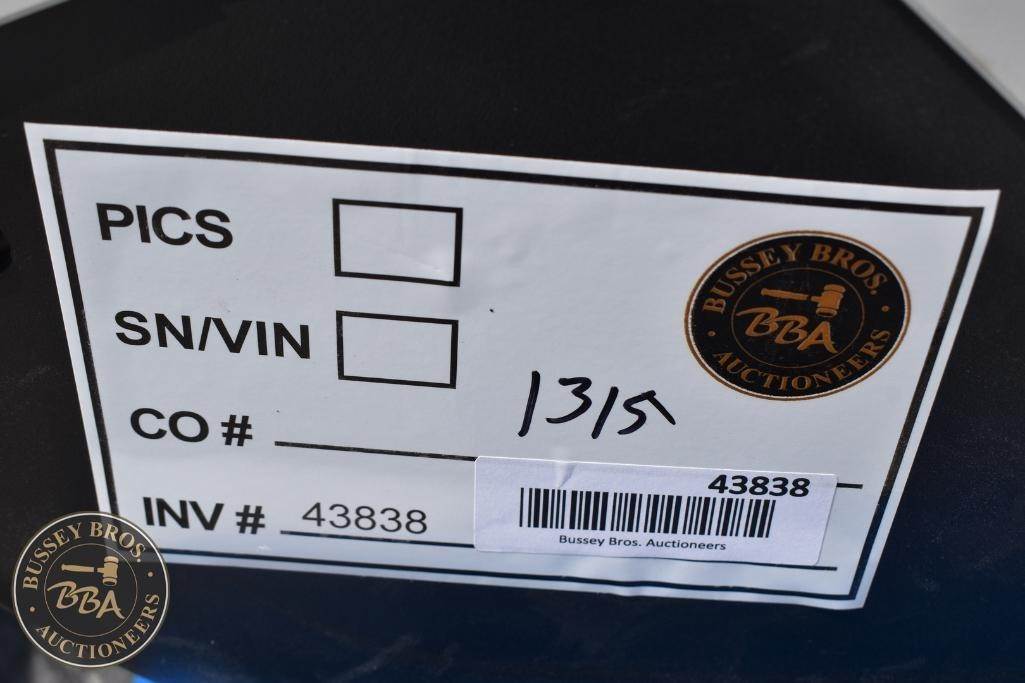 PICS
SN/VIN
CO #
1315
INV # 43838
43838
Bussey Bros. Auctioneers
BUSSEY BROS.
BBA
AUCTIONEERS
BUSSEY BROS.
BBA
AUCTIONEERS